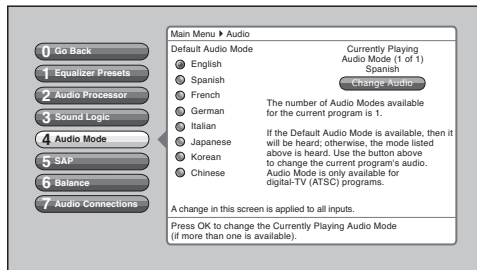 0 Go Back
1 Equalizer Presets
2 Audio Processor
3 Sound Logic
4 Audio Mode
5 SAP
6 Balance
7 Audio Connections
Main Menu ▸ Audio
Default Audio Mode
English
Spanish
French
German
Italian
Japanese
Korean
Chinese
Currently Playing
Audio Mode (1 of 1)
Spanish
Change Audio
The number of Audio Modes available
for the current program is 1.
If the Default Audio Mode is available, then it
will be heard; otherwise, the mode listed
above is heard. Use the button above
to change the current program's audio.
Audio Mode is only available for
digital-TV (ATSC) programs.
A change in this screen is applied to all inputs.
Press OK to change the Currently Playing Audio Mode
(if more than one is available).